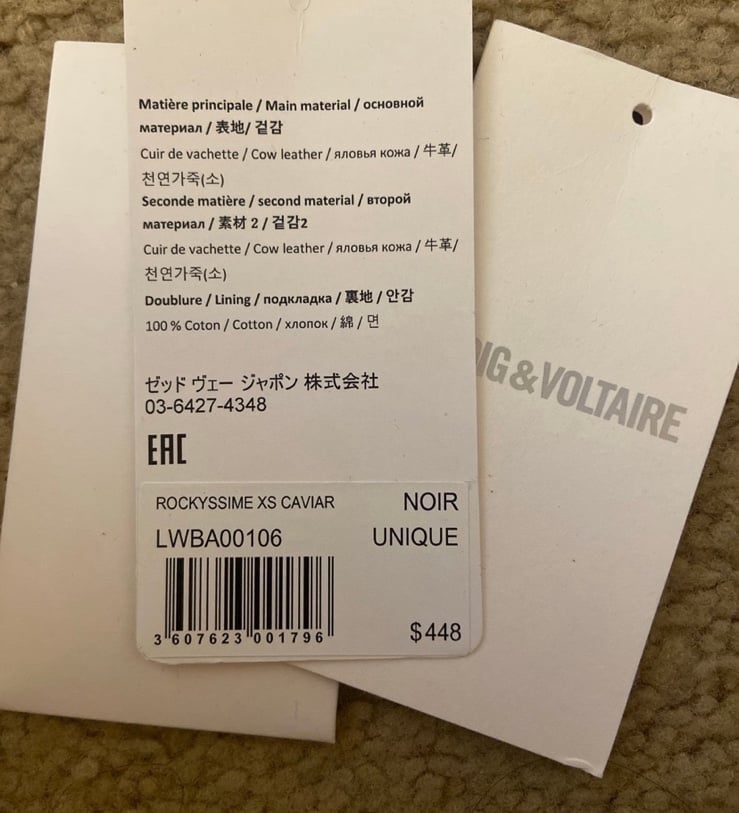 Matière principale / Main material / основной
материал / 表地/ 겉감
Cuir de vachette / Cow leather / яловья кожа / 牛革/
천연가죽(소)
Seconde matière / second material / второй
материал / 素材 2 / 겉감2
Cuir de vachette / Cow leather / яловья кожа / 牛革/
천연가죽(소)
Doublure / Lining / подкладка / 裏地 / 안감
100 % Coton / Cotton / хлопок / 綿 / 면
ゼッド ヴェー ジャポン 株式会社
03-6427-4348
EAC
ROCKYSSIME XS CAVIAR NOIR
LWBA00106 UNIQUE
3 607623 001796
$448
IG&VOLTAIRE